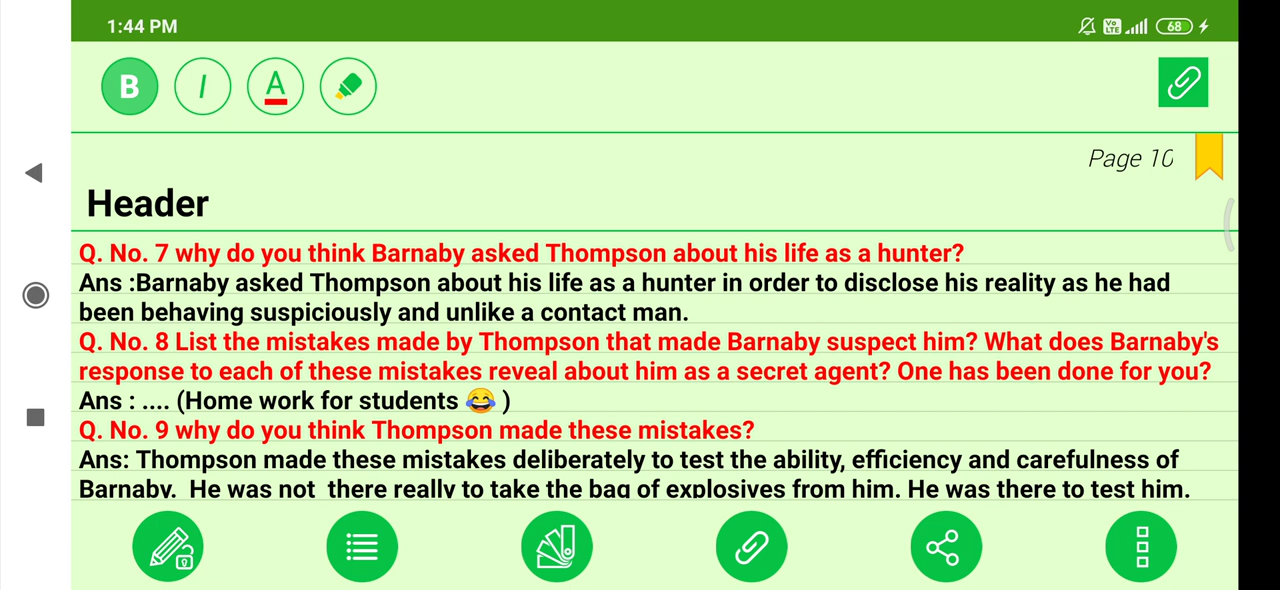 1:44 PM
Vo LTE
68
B
I
A
Page 10
Header
Q. No. 7 why do you think Barnaby asked Thompson about his life as a hunter?
Ans :Barnaby asked Thompson about his life as a hunter in order to disclose his reality as he had
been behaving suspiciously and unlike a contact man.
Q. No. 8 List the mistakes made by Thompson that made Barnaby suspect him? What does Barnaby's
response to each of these mistakes reveal about him as a secret agent? One has been done for you?
Ans : .... (Home work for students 😂 )
Q. No. 9 why do you think Thompson made these mistakes?
Ans: Thompson made these mistakes deliberately to test the ability, efficiency and carefulness of
Barnaby. He was not there really to take the bag of explosives from him. He was there to test him.